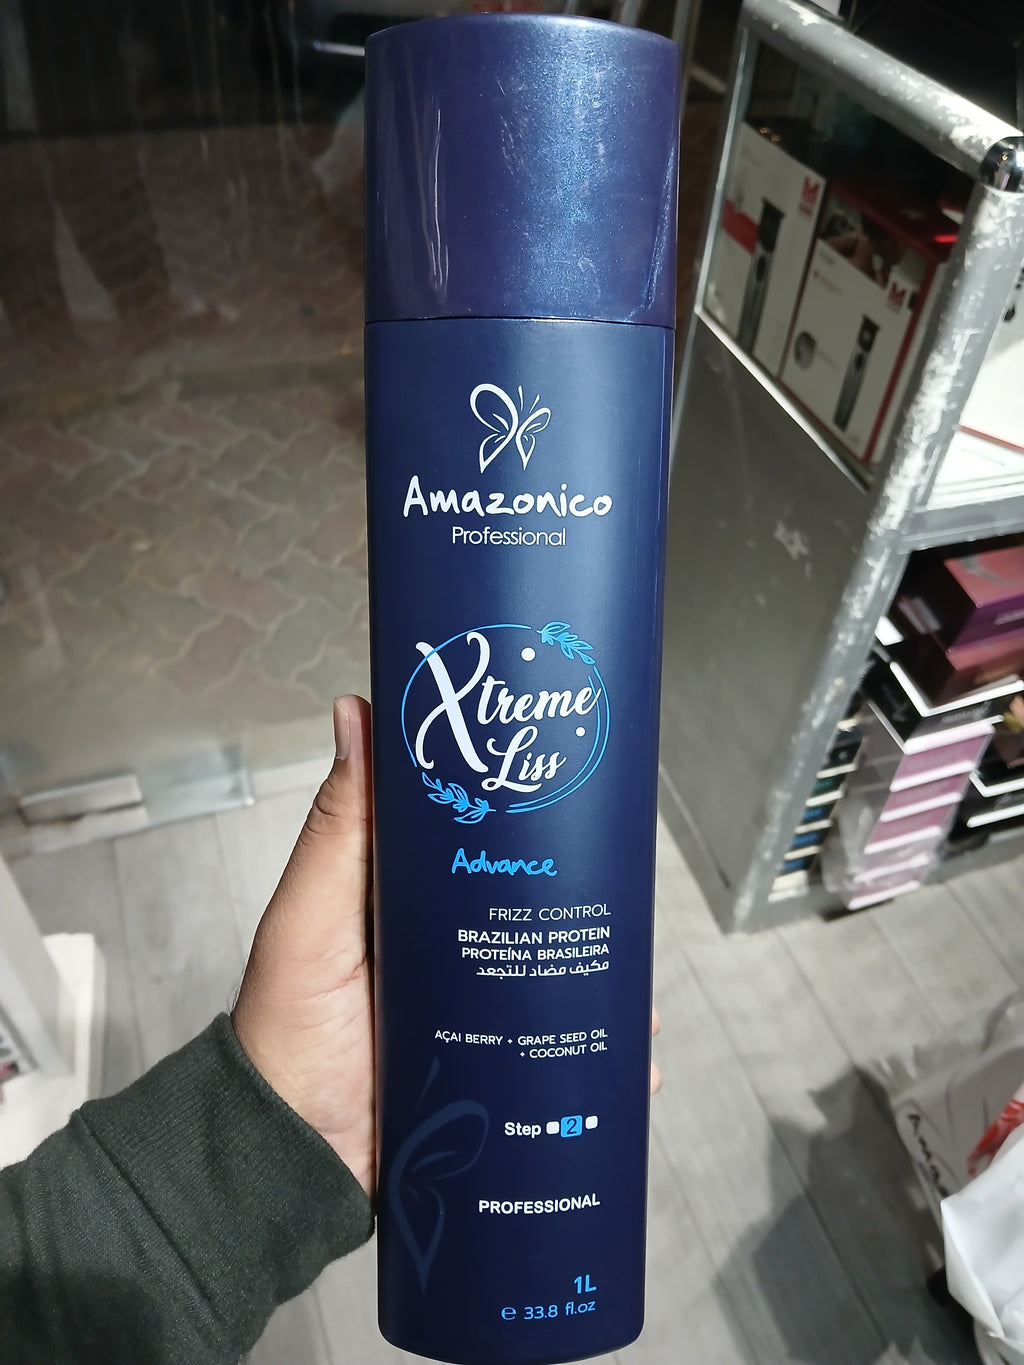 Amazonico
Professional
Xtreme
Liss
Advance
FRIZZ CONTROL
BRAZILIAN PROTEIN
PROTEÍNA BRASILEIRA
مكيف مضاد للتجعد
AÇAI BERRY + GRAPE SEED OIL
+ COCONUT OIL
Step 2
PROFESSIONAL
1L
℮ 33.8 fl.oz